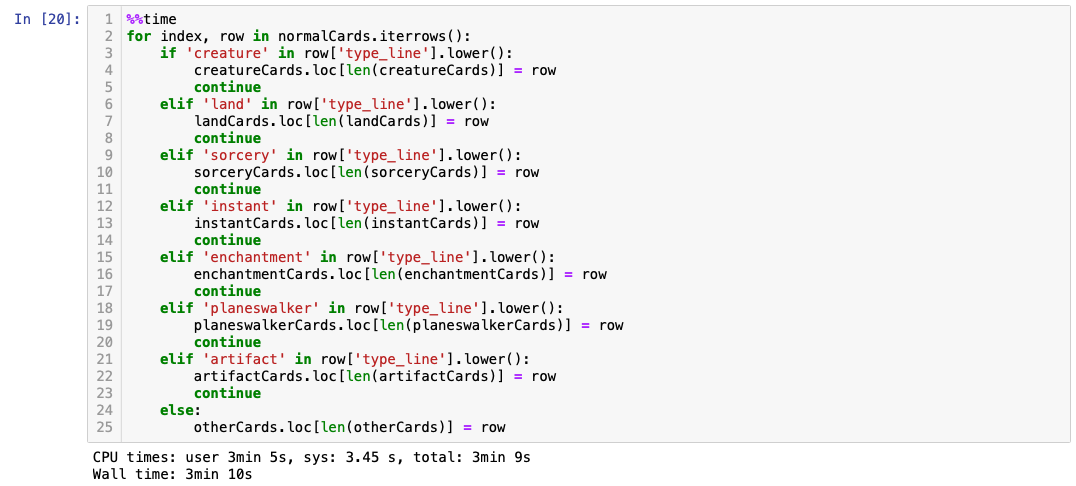 In [20]:
1 %%time
2 for index, row in normalCards.iterrows():
3     if 'creature' in row['type_line'].lower():
4         creatureCards.loc[len(creatureCards)] = row
5         continue
6     elif 'land' in row['type_line'].lower():
7         landCards.loc[len(landCards)] = row
8         continue
9     elif 'sorcery' in row['type_line'].lower():
10         sorceryCards.loc[len(sorceryCards)] = row
11         continue
12     elif 'instant' in row['type_line'].lower():
13         instantCards.loc[len(instantCards)] = row
14         continue
15     elif 'enchantment' in row['type_line'].lower():
16         enchantmentCards.loc[len(enchantmentCards)] = row
17         continue
18     elif 'planeswalker' in row['type_line'].lower():
19         planeswalkerCards.loc[len(planeswalkerCards)] = row
20         continue
21     elif 'artifact' in row['type_line'].lower():
22         artifactCards.loc[len(artifactCards)] = row
23         continue
24     else:
25         otherCards.loc[len(otherCards)] = row
CPU times: user 3min 5s, sys: 3.45 s, total: 3min 9s
Wall time: 3min 10s